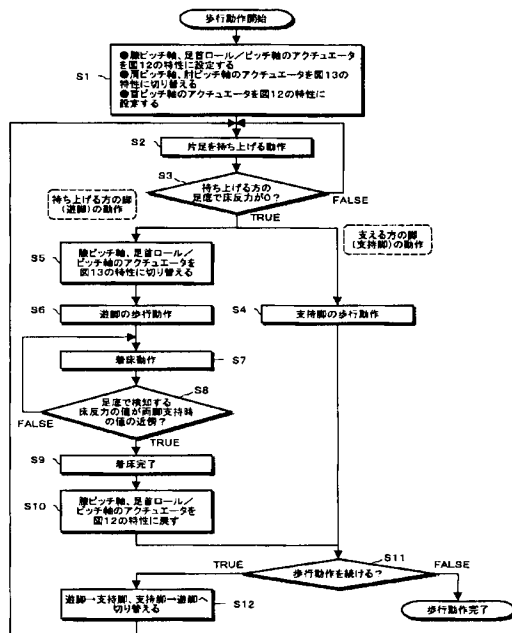 歩行動作開始
S1
●膝ピッチ軸、足首ロール／ピッチ軸のアクチュエータ
を図12の特性に設定する
●肩ピッチ軸、肘ピッチ軸のアクチュエータを図13の
特性に切り替える
●首ピッチ軸のアクチュエータを図12の特性に
設定する
S2
片足を持ち上げる動作
S3
持ち上げる方の
足底で床反力が0？
FALSE
TRUE
持ち上げる方の脚
(遊脚)の動作
支える方の脚
(支持脚)の動作
S5
膝ピッチ軸、足首ロール／
ピッチ軸のアクチュエータを
図13の特性に切り替える
S6
遊脚の歩行動作
S4
支持脚の歩行動作
着床動作
S7
S8
足底で検知する
床反力の値が両脚支持時
の値の近傍？
FALSE
TRUE
S9
着床完了
S10
膝ピッチ軸、足首ロール／
ピッチ軸のアクチュエータを
図12の特性に戻す
S11
TRUE
歩行動作を続ける？
FALSE
遊脚→支持脚、支持脚→遊脚へ
切り替える
S12
歩行動作完了